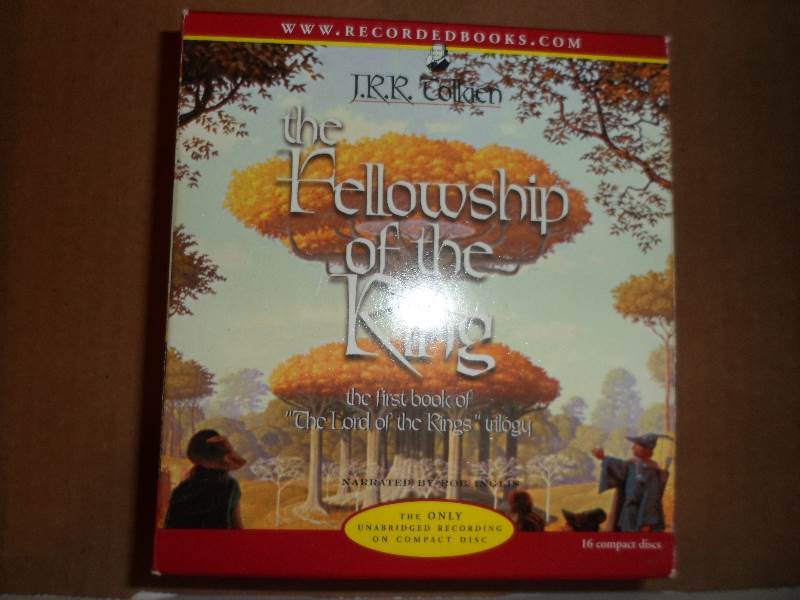 WWW.RECORDEDBOOKS.COM
J.R.R. Tolkien
the
Fellowship
of the
Ring
the first book of
"The Lord of the Rings" trilogy
NARRATED BY ROB INGLIS
THE ONLY
UNABRIDGED RECORDING
ON COMPACT DISC
16 compact discs